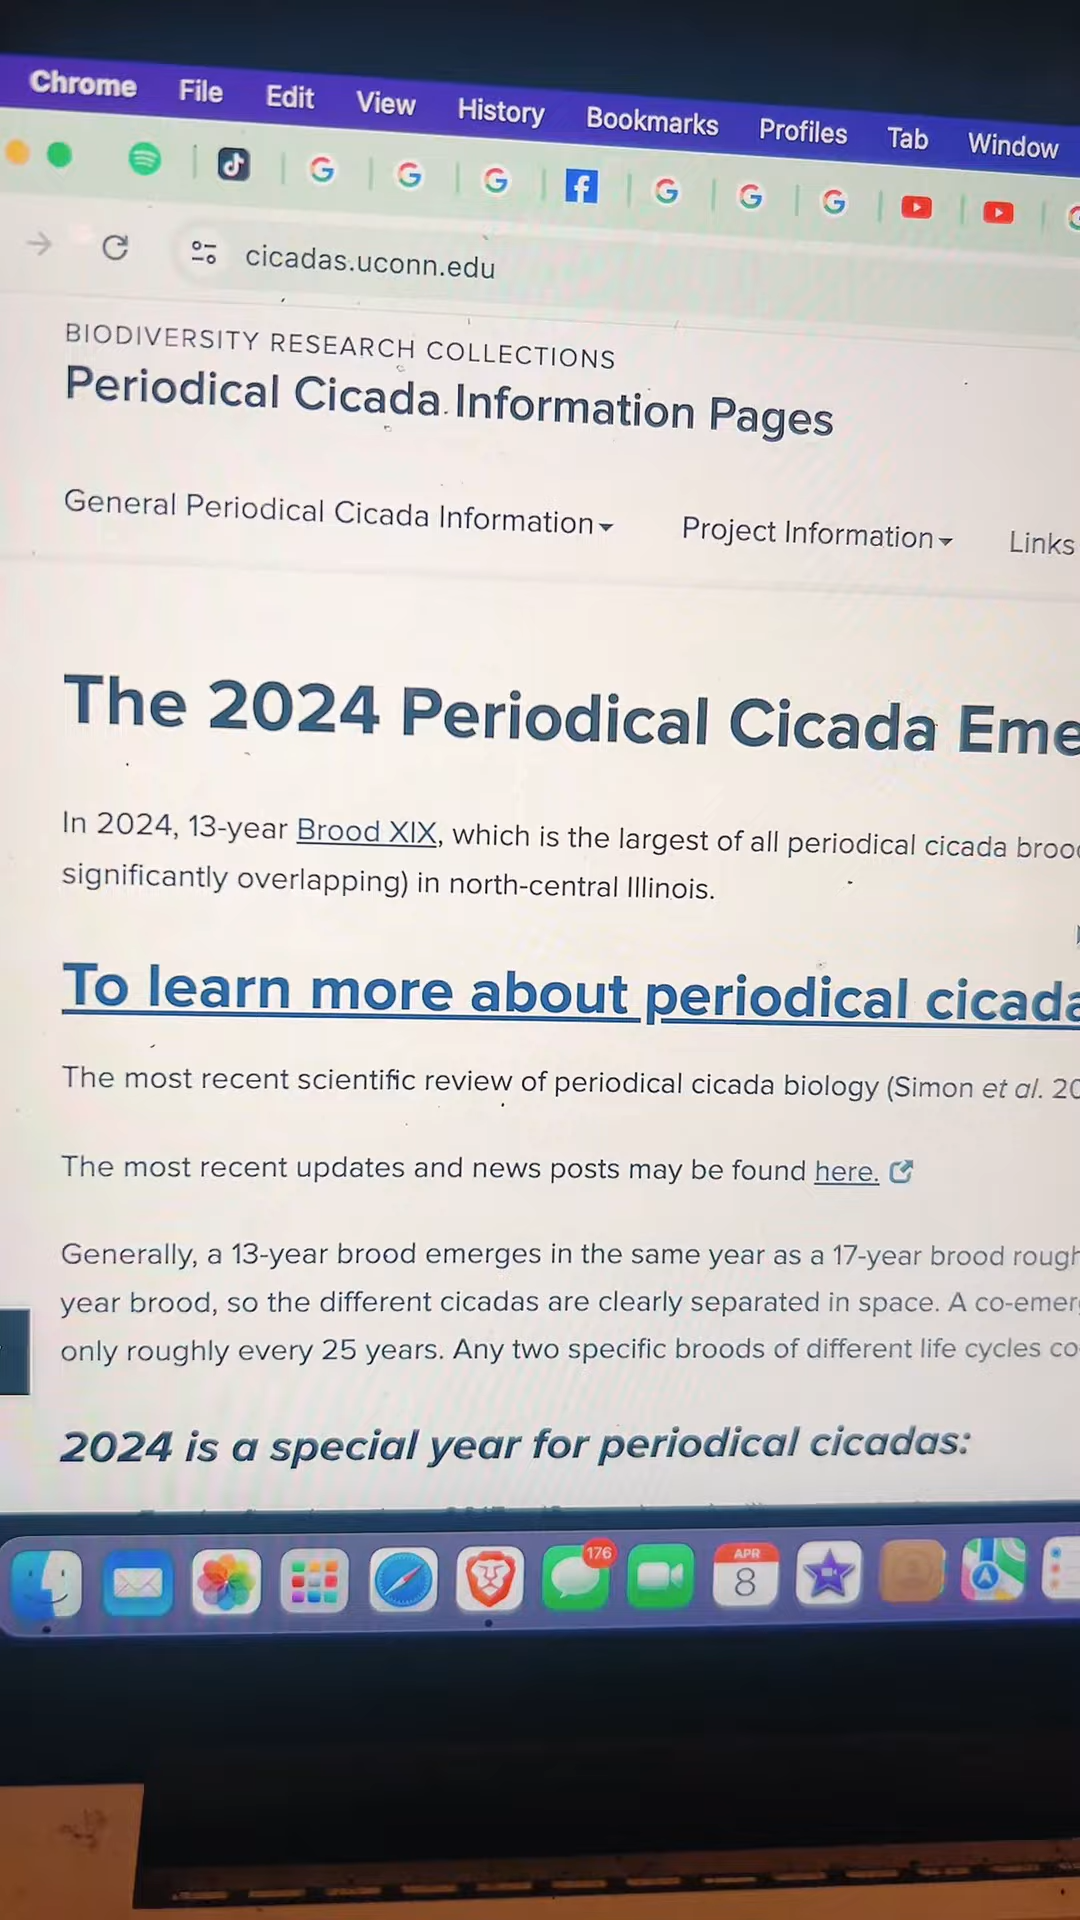 Chrome File Edit View History Bookmarks Profiles Tab Window
cicadas.uconn.edu
BIODIVERSITY RESEARCH COLLECTIONS
Periodical Cicada Information Pages
General Periodical Cicada Information Project Information Links
The 2024 Periodical Cicada Eme
In 2024, 13-year Brood XIX, which is the largest of all periodical cicada broo
significantly overlapping) in north-central Illinois.
To learn more about periodical cicada
The most recent scientific review of periodical cicada biology (Simon et al. 20
The most recent updates and news posts may be found here.
Generally, a 13-year brood emerges in the same year as a 17-year brood rough
year brood, so the different cicadas are clearly separated in space. A co-emer
only roughly every 25 years. Any two specific broods of different life cycles co
2024 is a special year for periodical cicadas:
176
APR
8